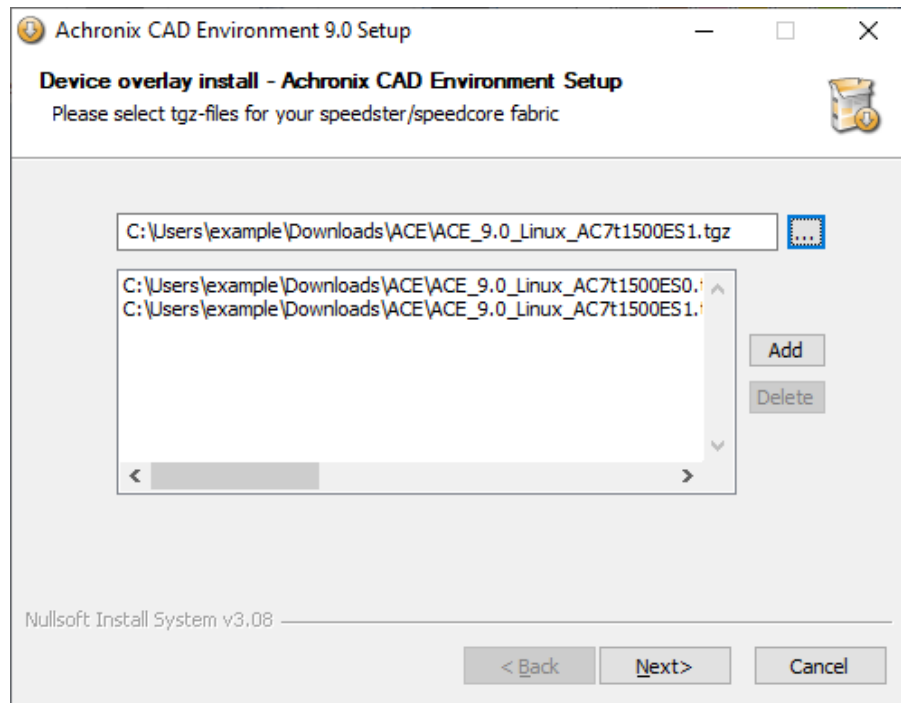 Achronix CAD Environment 9.0 Setup
Device overlay install - Achronix CAD Environment Setup
Please select tgz-files for your speedster/speedcore fabric
C:\Users\example\Downloads\ACE\ACE_9.0_Linux_AC7t1500ES1.tgz
...
C:\Users\example\Downloads\ACE\ACE_9.0_Linux_AC7t1500ES0.t
C:\Users\example\Downloads\ACE\ACE_9.0_Linux_AC7t1500ES1.t
Add
Delete
Nullsoft Install System v3.08
< Back Next> Cancel